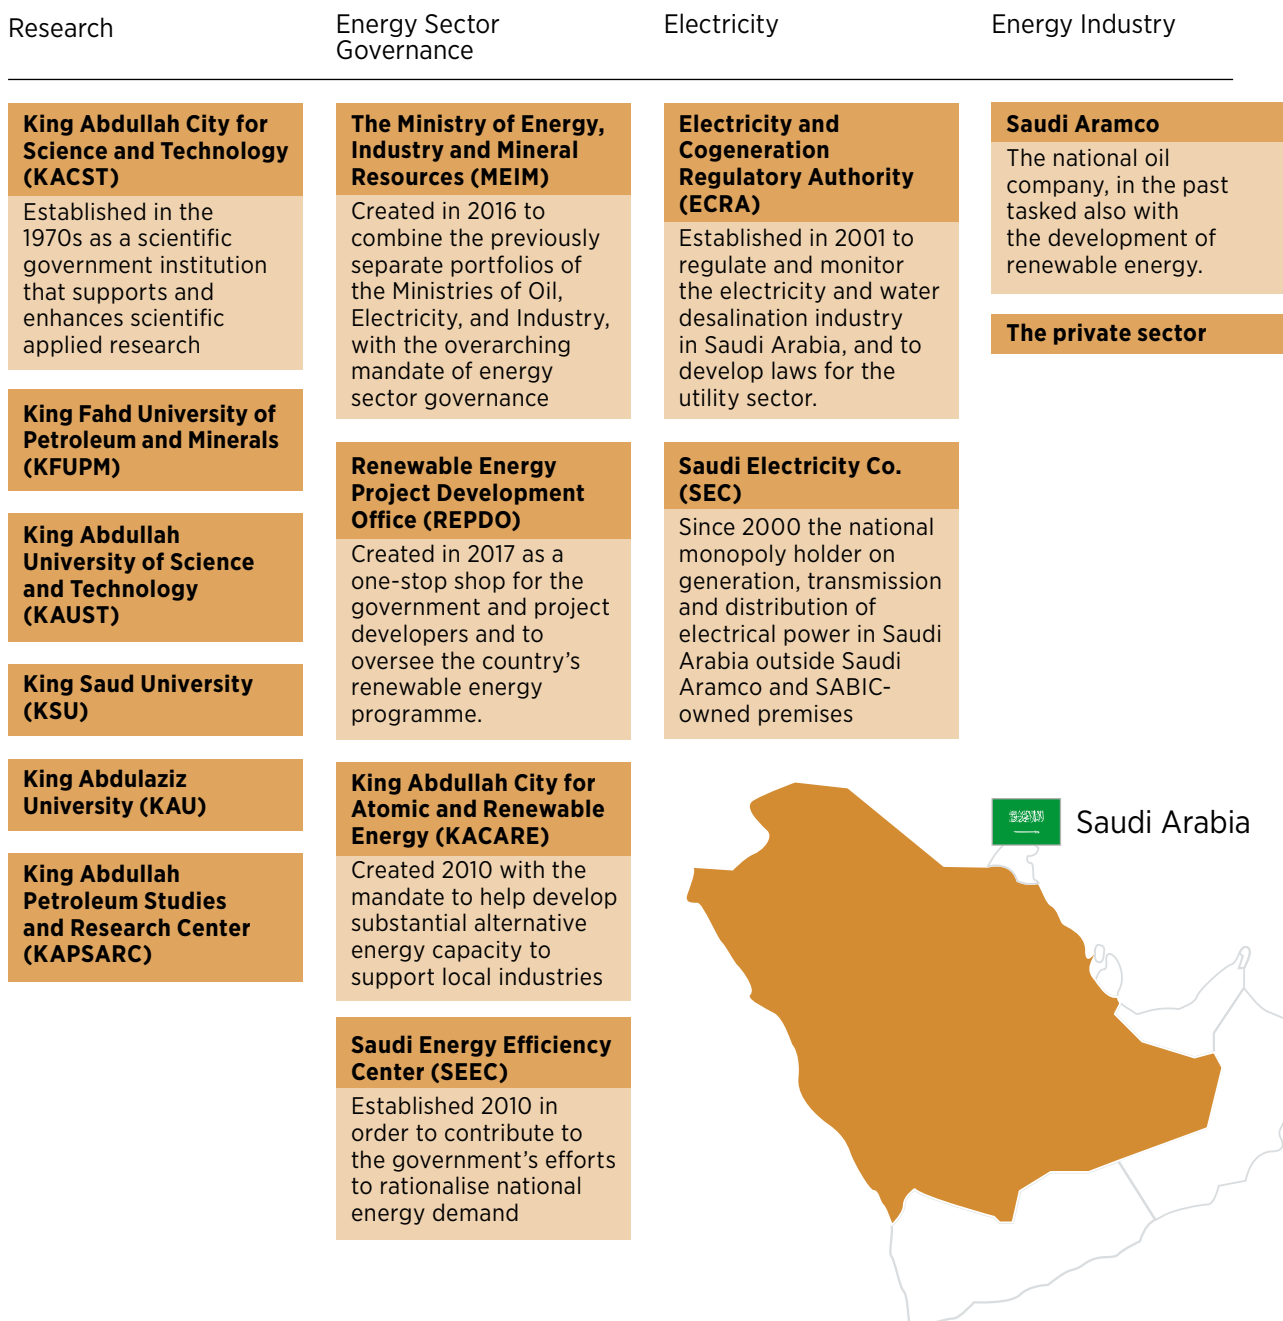 Research
Energy Sector
Governance
Electricity
Energy Industry
King Abdullah City for
Science and Technology
(KACST)
Established in the
1970s as a scientific
government institution
that supports and
enhances scientific
applied research
King Fahd University of
Petroleum and Minerals
(KFUPM)
King Abdullah
University of Science
and Technology
(KAUST)
King Saud University
(KSU)
King Abdulaziz
University (KAU)
King Abdullah
Petroleum Studies
and Research Center
(KAPSARC)
The Ministry of Energy,
Industry and Mineral
Resources (MEIM)
Created in 2016 to
combine the previously
separate portfolios of
the Ministries of Oil,
Electricity, and Industry,
with the overarching
mandate of energy
sector governance
Renewable Energy
Project Development
Office (REPDO)
Created in 2017 as a
one-stop shop for the
government and project
developers and to
oversee the country’s
renewable energy
programme.
King Abdullah City for
Atomic and Renewable
Energy (KACARE)
Created 2010 with the
mandate to help develop
substantial alternative
energy capacity to
support local industries
Saudi Energy Efficiency
Center (SEEC)
Established 2010 in
order to contribute to
the government’s efforts
to rationalise national
energy demand
Electricity and
Cogeneration
Regulatory Authority
(ECRA)
Established in 2001 to
regulate and monitor
the electricity and water
desalination industry
in Saudi Arabia, and to
develop laws for the
utility sector.
Saudi Electricity Co.
(SEC)
Since 2000 the national
monopoly holder on
generation, transmission
and distribution of
electrical power in Saudi
Arabia outside Saudi
Aramco and SABIC-
owned premises
Saudi Aramco
The national oil
company, in the past
tasked also with
the development of
renewable energy.
The private sector
Saudi Arabia